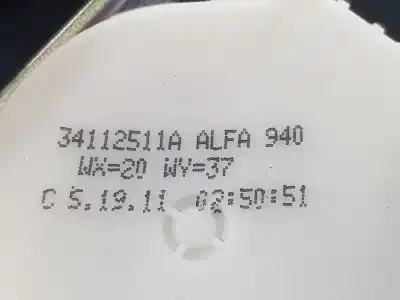 34112511A ALFA 940
WX=20 WY=37
C 5.19.11 02:50:51